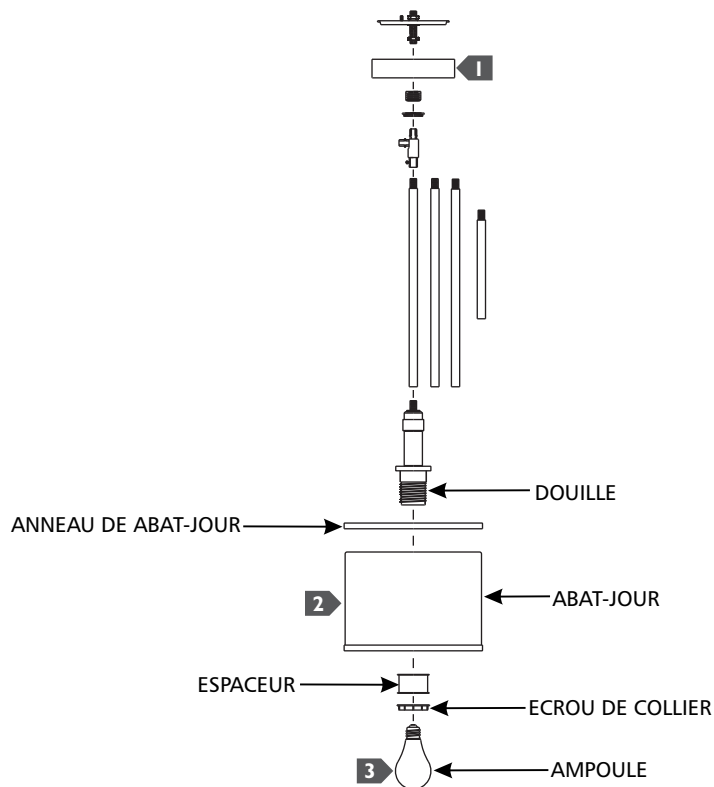 1
DOUILLE
ANNEAU DE ABAT-JOUR
2
ABAT-JOUR
ESPACEUR
ECROU DE COLLIER
3
AMPOULE